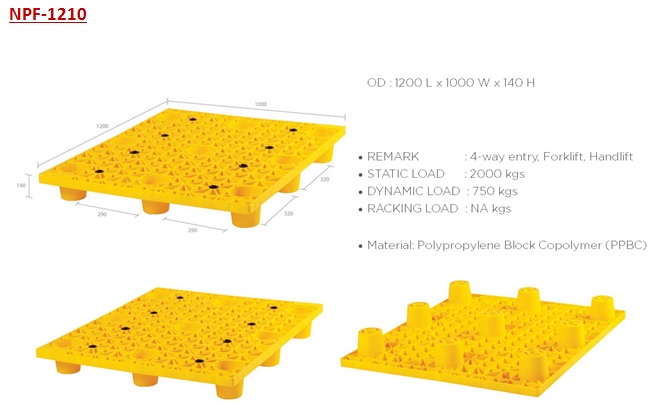 NPF-1210
OD : 1200 L x 1000 W x 140 H
1000
1200
140
290
290
320
320
• REMARK : 4-way entry, Forklift, Handlift
• STATIC LOAD : 2000 kgs
• DYNAMIC LOAD : 750 kgs
• RACKING LOAD : NA kgs
• Material: Polypropylene Block Copolymer (PPBC)